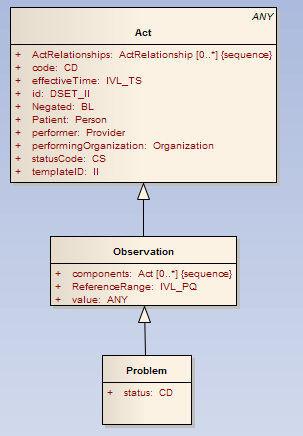 ANY
Act
+ ActRelationships: ActRelationship [0..*] {sequence}
+ code: CD
+ effectiveTime: IVL_TS
+ id: DSET_II
+ Negated: BL
+ Patient: Person
+ performer: Provider
+ performingOrganization: Organization
+ statusCode: CS
+ templateID: II
Observation
+ components: Act [0..*] {sequence}
+ ReferenceRange: IVL_PQ
+ value: ANY
Problem
+ status: CD